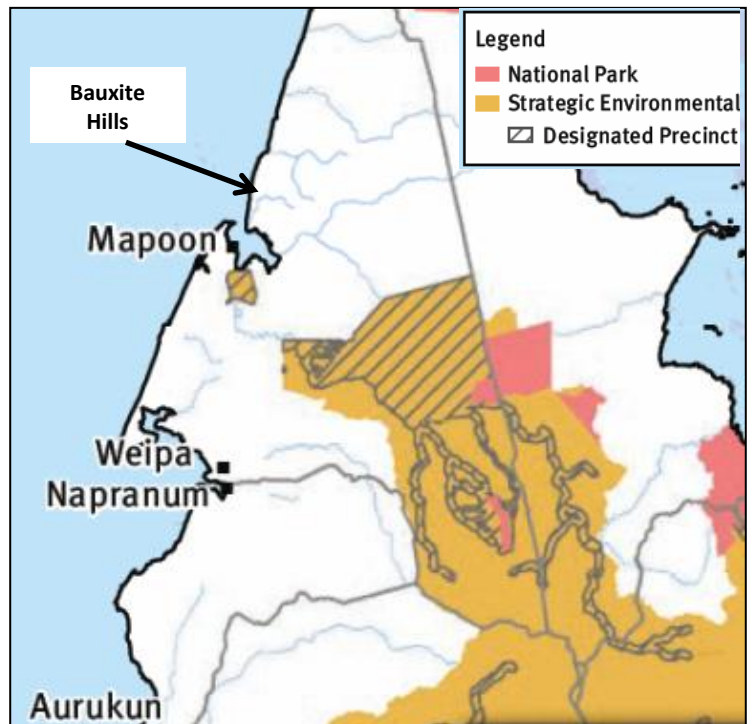 Legend
National Park
Strategic Environmental
Designated Precinct
Bauxite
Hills
Mapoon
Weipa
Napranum
Aurukun